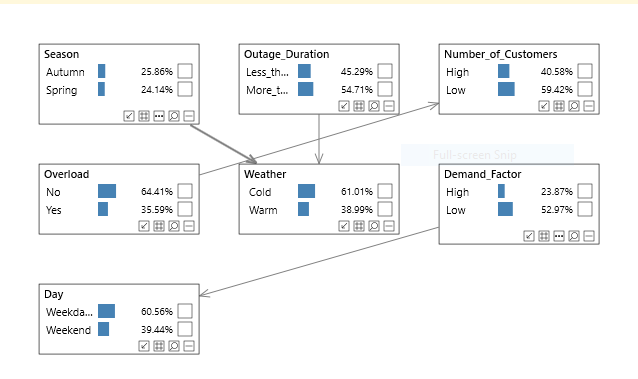 Season
Autumn 25.86%
Spring 24.14%
Outage_Duration
Less_th... 45.29%
More_t... 54.71%
Number_of_Customers
High 40.58%
Low 59.42%
Full-screen Snip
Overload
No 64.41%
Yes 35.59%
Weather
Cold 61.01%
Warm 38.99%
Demand_Factor
High 23.87%
Low 52.97%
Day
Weekda... 60.56%
Weekend 39.44%